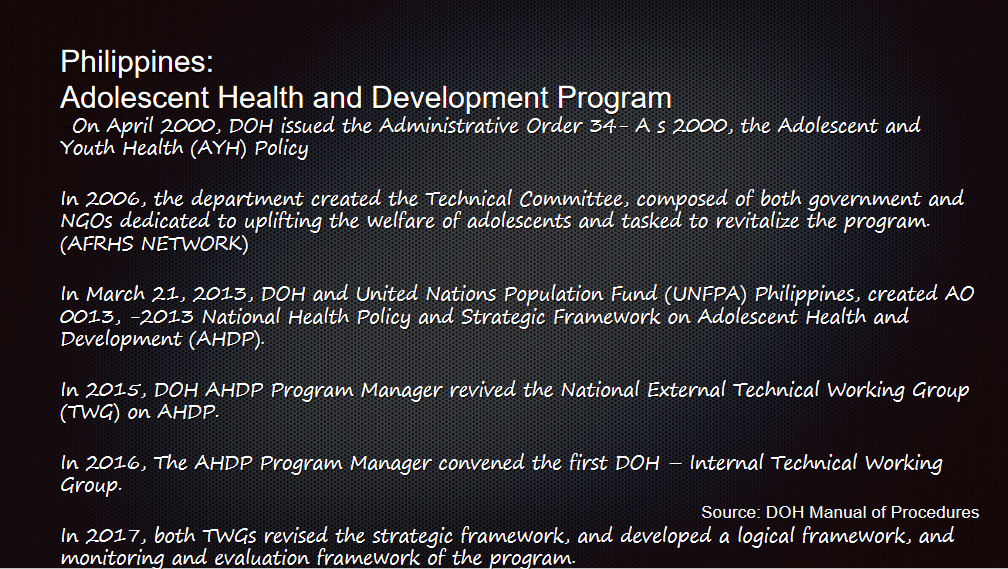 Philippines:
Adolescent Health and Development Program
On April 2000, DOH issued the Administrative Order 34- A s 2000, the Adolescent and
Youth Health (AYH) Policy
In 2006, the department created the Technical Committee, composed of both government and
NGOs dedicated to uplifting the welfare of adolescents and tasked to revitalize the program.
(AFRHS NETWORK)
In March 21, 2013, DOH and United Nations Population Fund (UNFPA) Philippines, created AO
0013, -2013 National Health Policy and Strategic Framework on Adolescent Health and
Development (AHDP).
In 2015, DOH AHDP Program Manager revived the National External Technical Working Group
(TWG) on AHDP.
In 2016, The AHDP Program Manager convened the first DOH – Internal Technical Working
Group.
Source: DOH Manual of Procedures
In 2017, both TWGs revised the strategic framework, and developed a logical framework, and
monitoring and evaluation framework of the program.